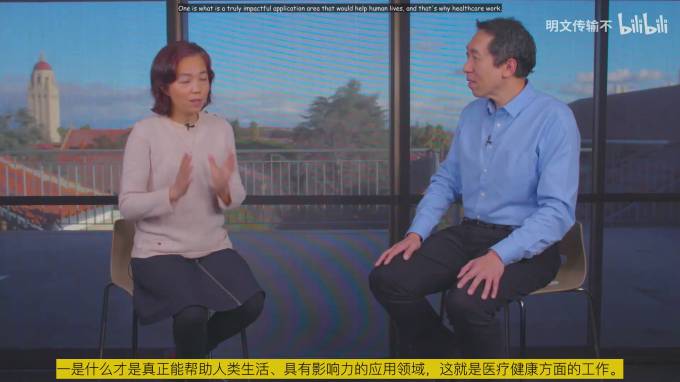 One is what is a truly impactful application area that would help human lives, and that's why healthcare work.
明文传输不 bilibili
一是什么才是真正能帮助人类生活、具有影响力的应用领域，这就是医疗健康方面的工作。